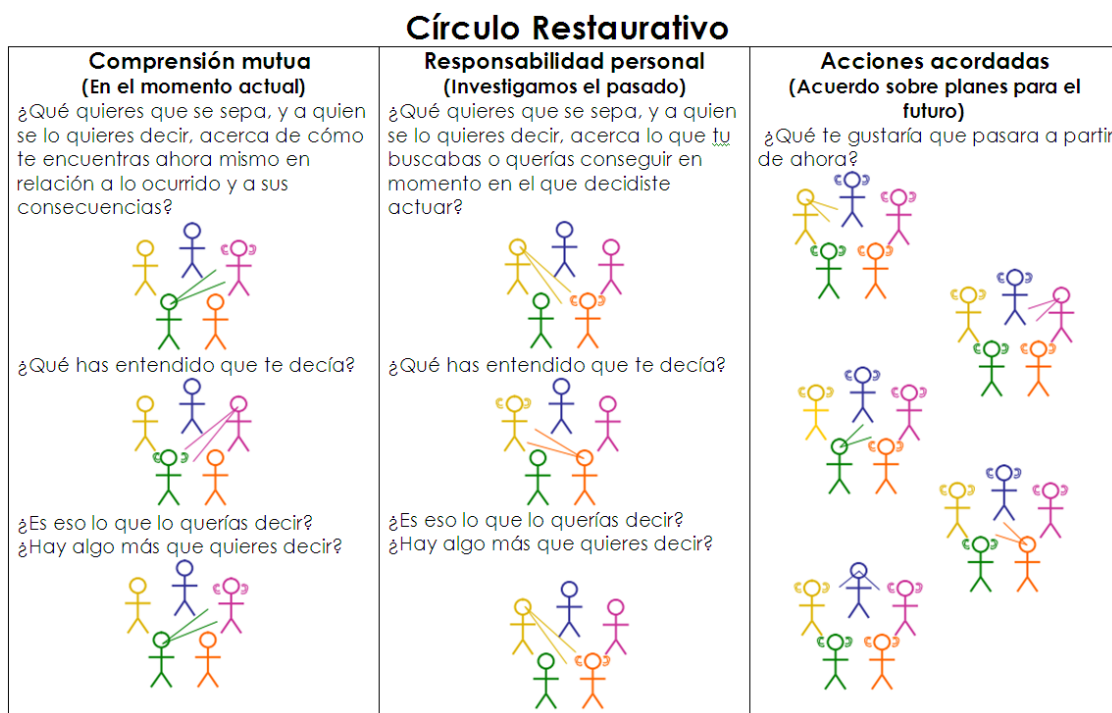 Círculo Restaurativo
Comprensión mutua
(En el momento actual)
¿Qué quieres que se sepa, y a quien
se lo quieres decir, acerca de cómo
te encuentras ahora mismo en
relación a lo ocurrido y a sus
consecuencias?
¿Qué has entendido que te decía?
¿Es eso lo que lo querías decir?
¿Hay algo más que quieres decir?
Responsabilidad personal
(Investigamos el pasado)
¿Qué quieres que se sepa, y a quien
se lo quieres decir, acerca lo que tu
buscabas o querías conseguir en
momento en el que decidiste
actuar?
¿Qué has entendido que te decía?
¿Es eso lo que lo querías decir?
¿Hay algo más que quieres decir?
Acciones acordadas
(Acuerdo sobre planes para el
futuro)
¿Qué te gustaría que pasara a partir
de ahora?